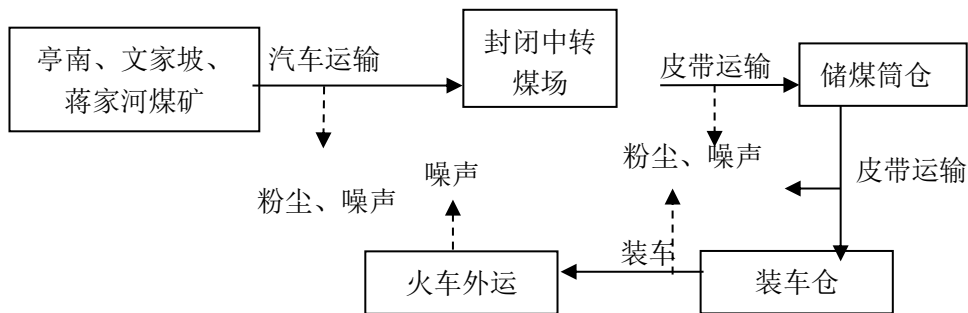 亭南、文家坡、
蒋家河煤矿
汽车运输
封闭中转
煤场
皮带运输
储煤筒仓
粉尘、噪声
粉尘、噪声
噪声
皮带运输
火车外运
装车
装车仓